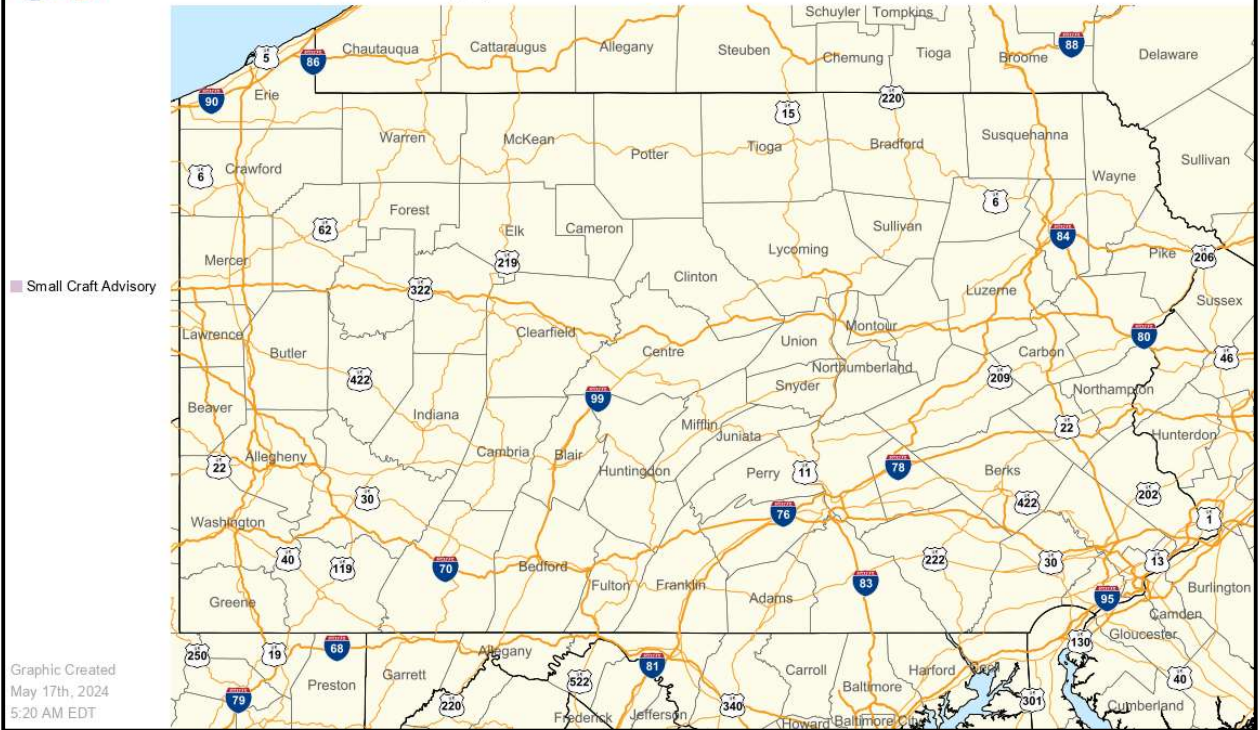 Schuyler Tompkins
Chautauqua Cattaraugus Allegany Steuben Chemung Tioga Broome Delaware
5 86 88
90 Erie
15 220
Warren McKean Potter Tioga Bradford Susquehanna
6 Crawford Wayne Sullivan
6
Forest
62 Elk Cameron Sullivan
84
Mercer 219 Lycoming Pike 206
Clinton
Small Craft Advisory
322 Luzerne Sussex
Lawrence Clearfield Montour
Butler Centre Union Carbon 80
46
422 Northumberland
Snyder 209 Northampton
99
Beaver Indiana Mifflin 22
Juniata Hunterdon
22 Allegheny Cambria Blair
Huntingdon Perry 11 78 Berks
30 422 202
Washington 76 1
40 119 70 Bedford 222 30 13
Fulton Franklin 83 Burlington
Greene Adams 95
Camden
Gloucester
250 19 68 Allegany 130
81 Carroll Harford Cecil
Graphic Created
Preston Garrett 522 40
May 17th, 2024
79 220 340 Baltimore 301 Cumberland
5:20 AM EDT
Frederick Jefferson Howard Baltimore City